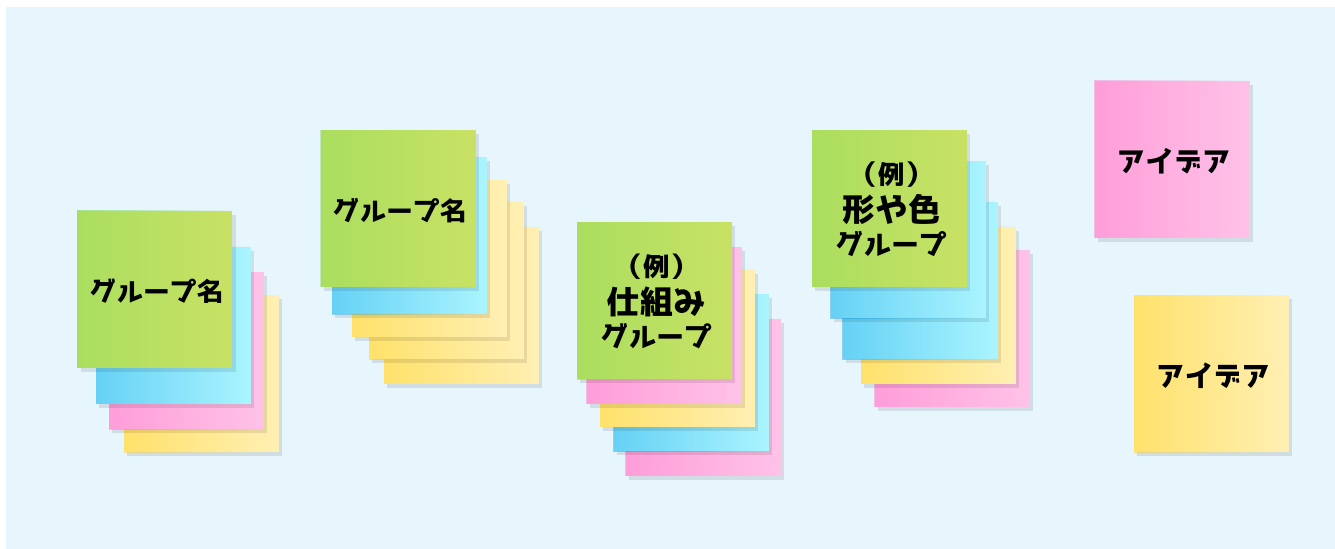 グループ名
グループ名
（例）
仕組み
グループ
（例）
形や色
グループ
アイデア
アイデア